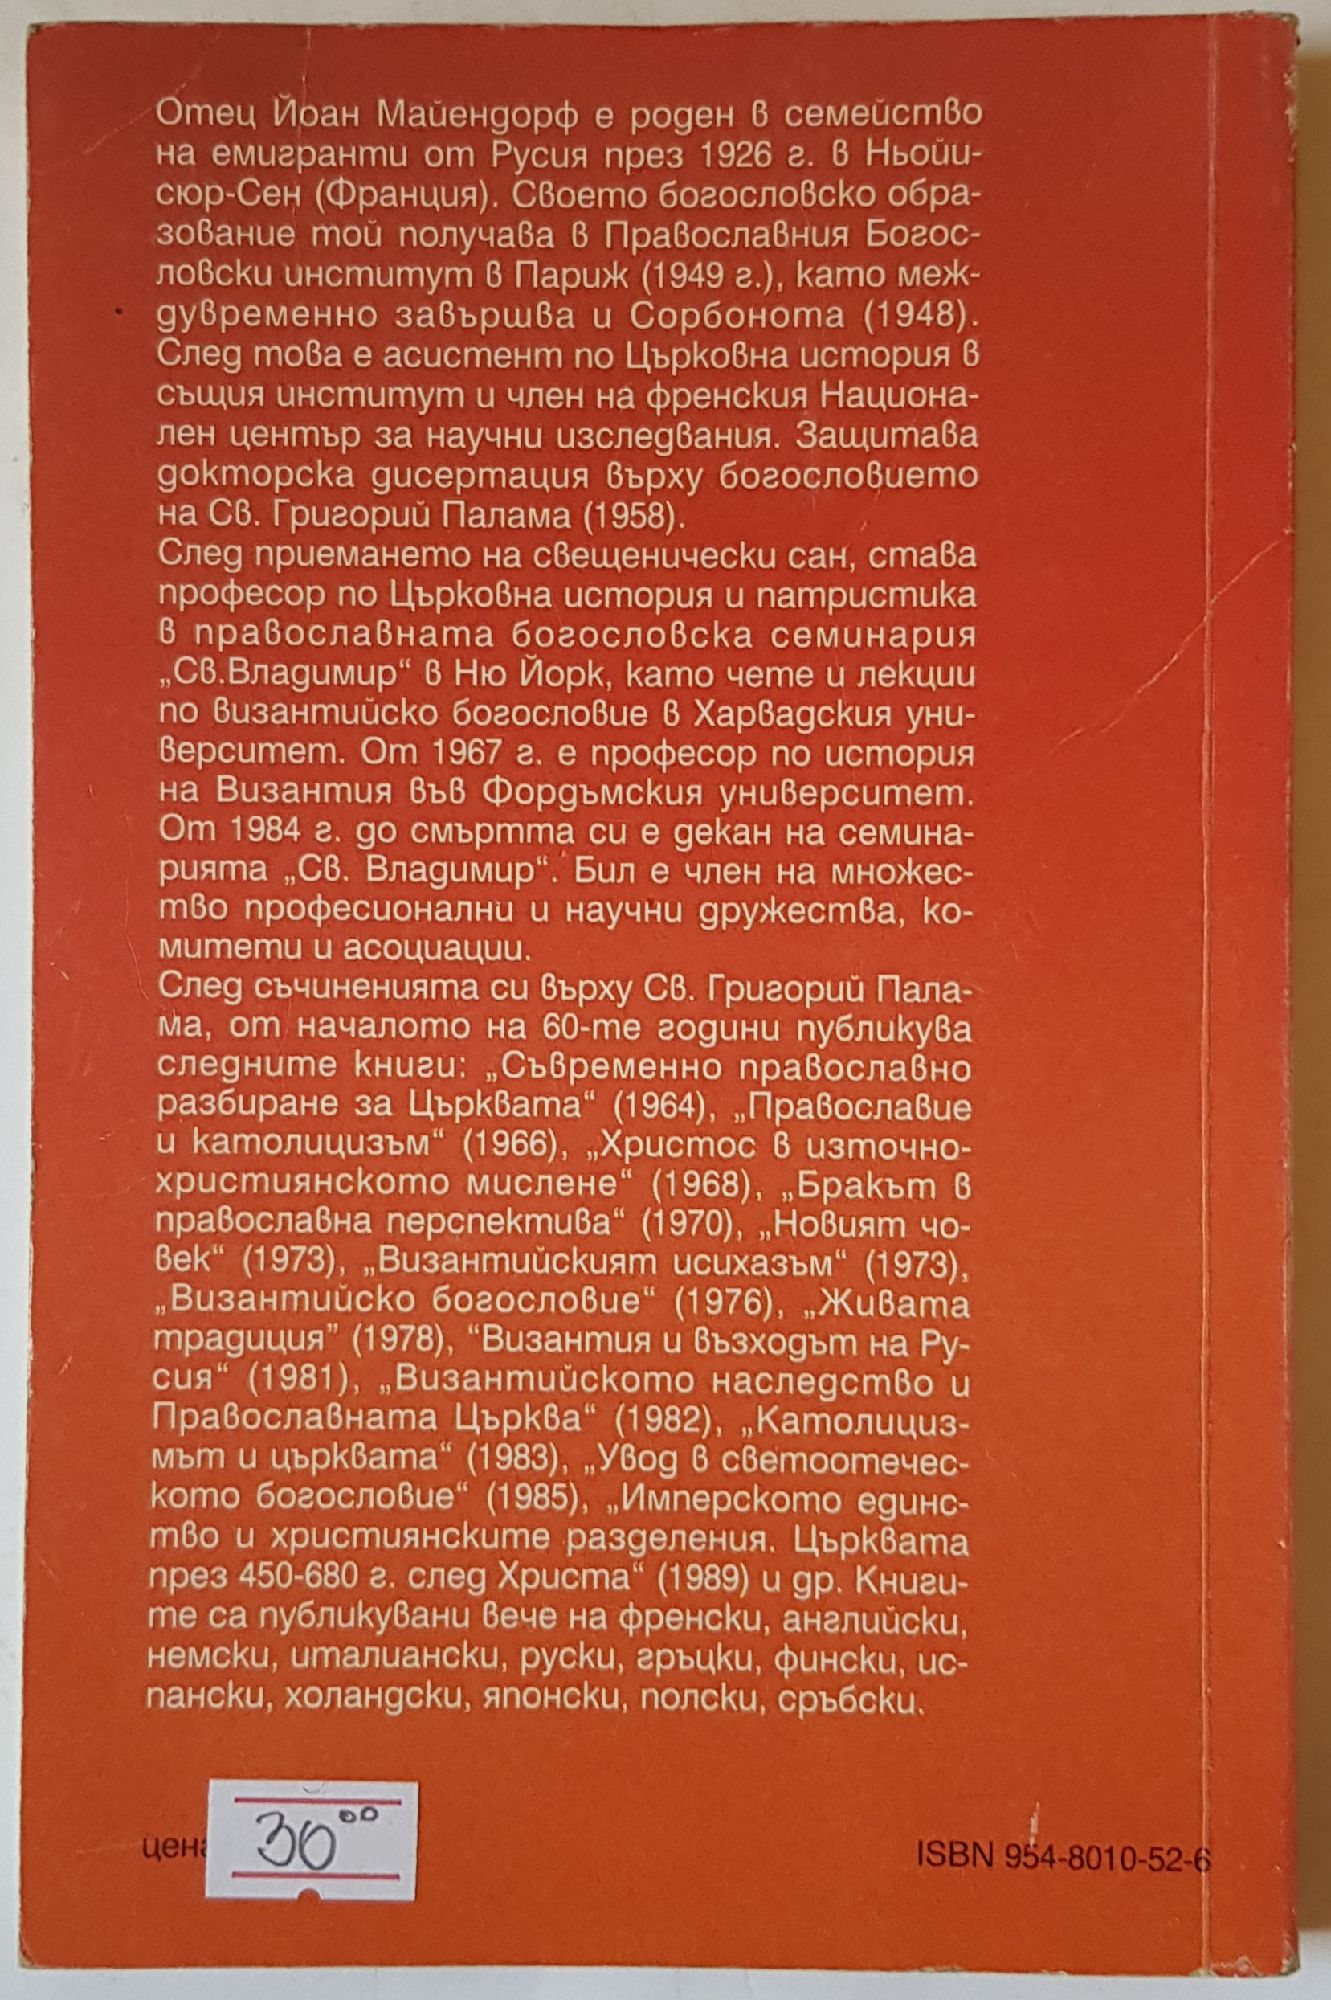 Отец Йоан Майендорф е роден в семейство
на емигранти от Русия през 1926 г. в Ньойи-
сюр-Сен (Франция). Своето богословско обра-
зование той получава в Православния Богос-
ловски институт в Париж (1949 г.), като меж-
дувременно завършва и Сорбоната (1948).
След това е асистент по Църковна история в
същия институт и член на френския Национа-
лен център за научни изследвания. Защитава
докторска дисертация върху богословието
на Св. Григорий Палама (1958).
След приемането на свещенически сан, става
професор по Църковна история и патристика
в православната богословска семинария
„Св.Владимир“ в Ню Йорк, като чете и лекции
по византийско богословие в Харвадския уни-
верситет. От 1967 г. е професор по история
на Византия във Фордъмския университет.
От 1984 г. до смъртта си е декан на семина-
рията „Св. Владимир“. Бил е член на множес-
тво професионални и научни дружества, ко-
митети и асоциации.
След съчиненията си върху Св. Григорий Пала-
ма, от началото на 60-те години публикува
следните книги: „Съвременно православно
разбиране за Църквата“ (1964), „Православие
и католицизъм“ (1966), „Христос в източно-
християнското мислене“ (1968), „Бракът в
православна перспектива“ (1970), „Новият чо-
век“ (1973), „Византийският исихазъм“ (1973),
„Византийско богословие“ (1976), „Живата
традиция” (1978), “Византия и възходът на Ру-
сия“ (1981), „Византийското наследство и
Православната Църква“ (1982), „Католициз-
мът и църквата“ (1983), „Увод в светоотечес-
кото богословие“ (1985), „Имперското единс-
тво и християнските разделения. Църквата
през 450-680 г. след Христа“ (1989) и др. Книги-
те са публикувани вече на френски, английски,
немски, италиански, руски, гръцки, фински, ис-
пански, холандски, японски, полски, сръбски.
цена 30⁰⁰
ISBN 954-8010-52-6